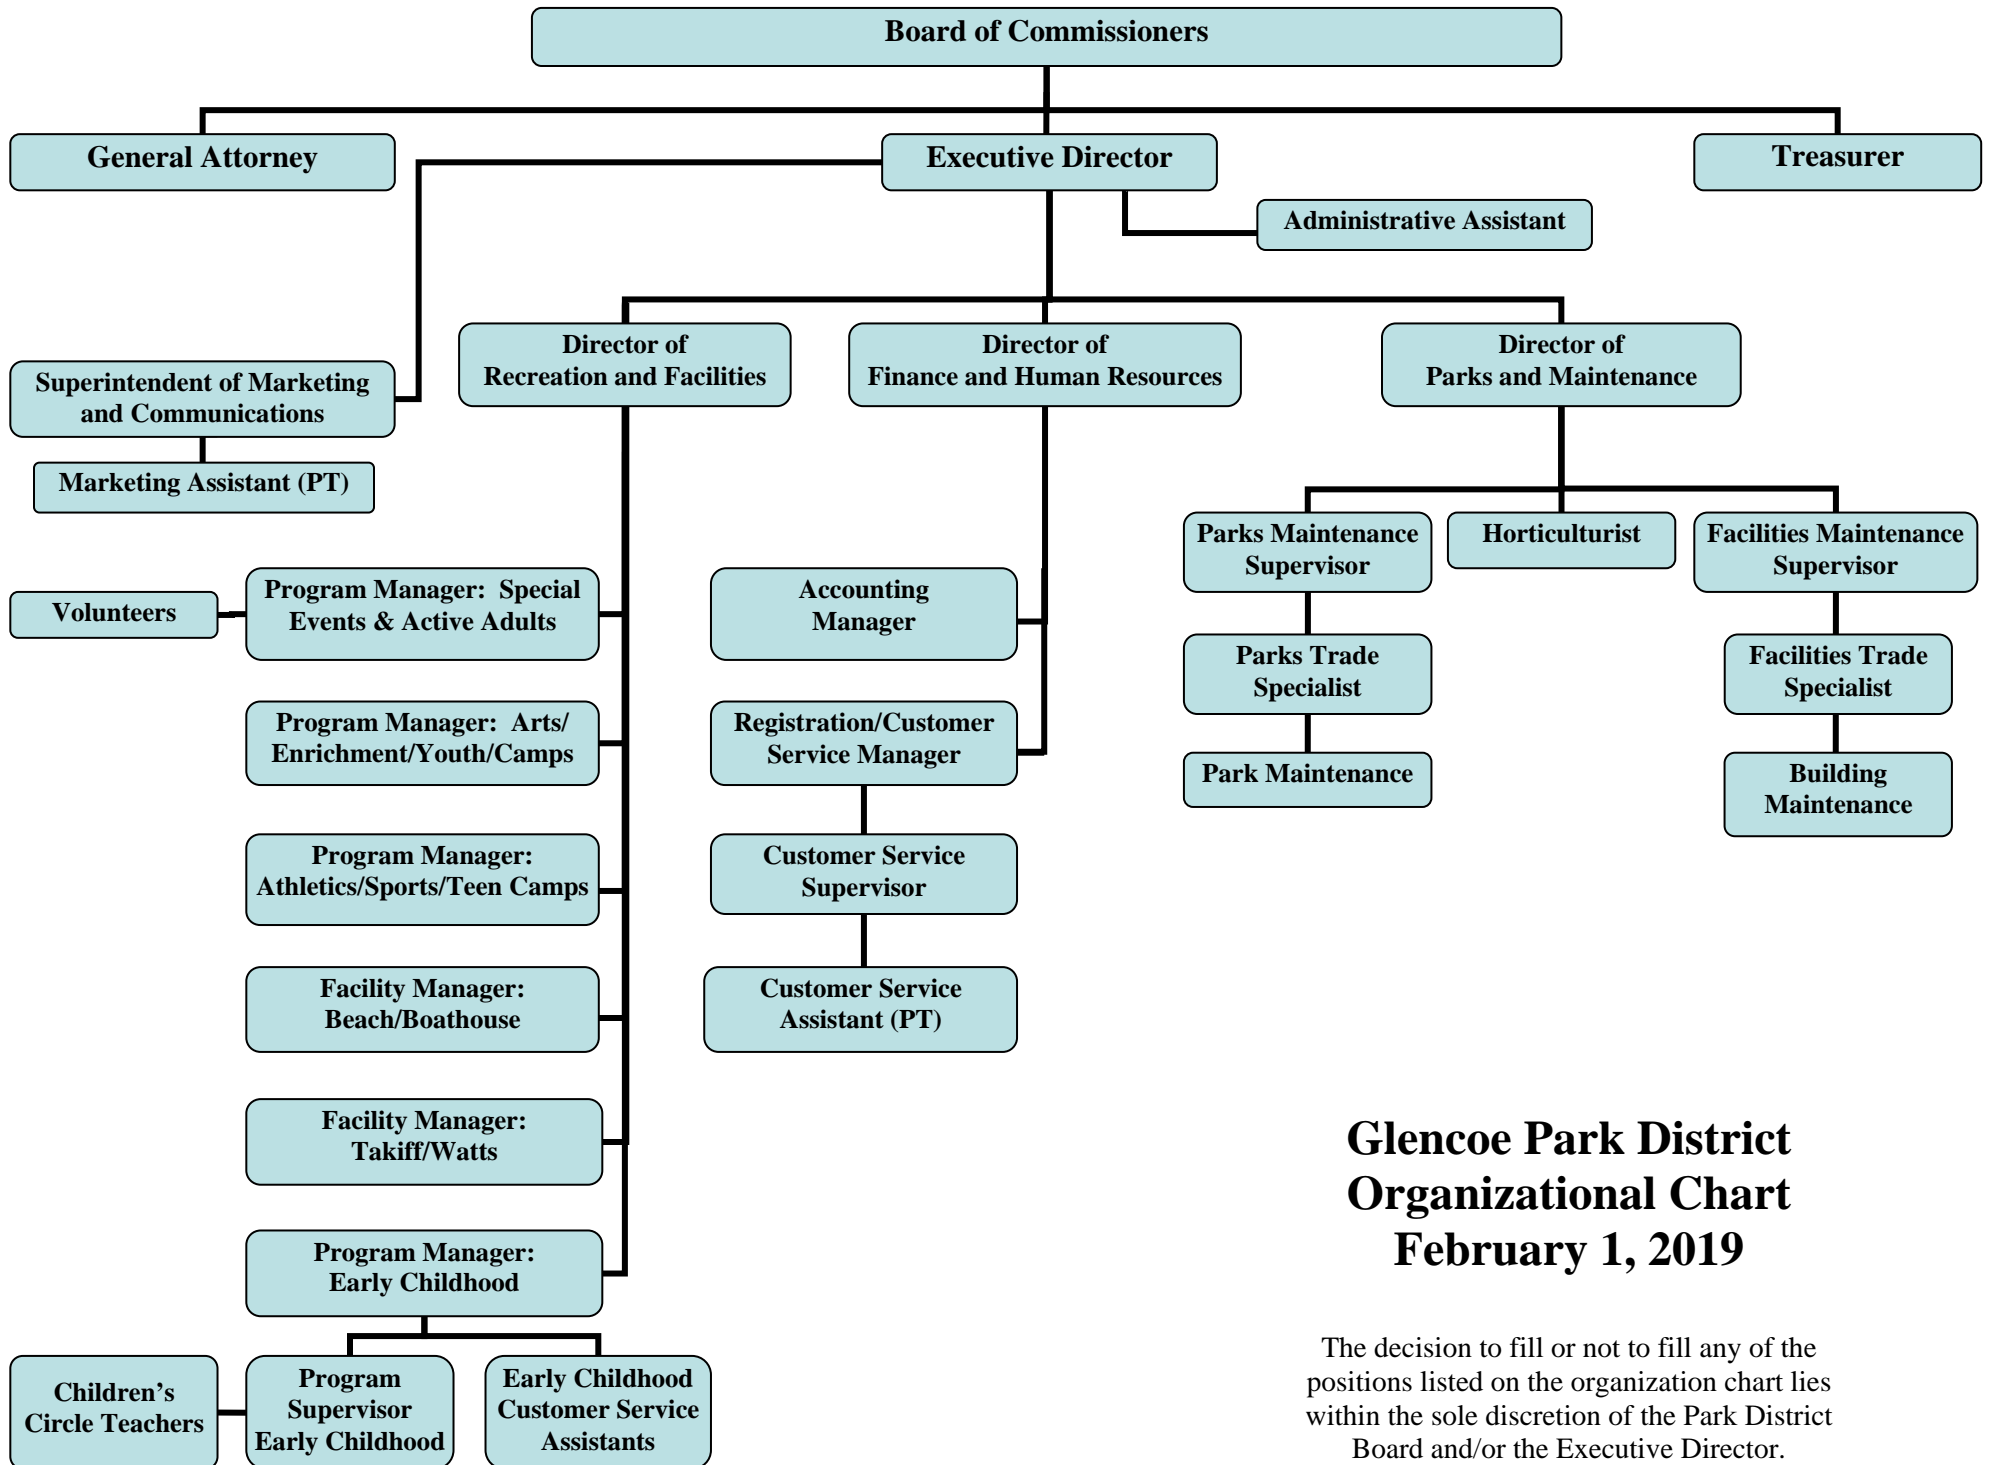 Board of Commissioners
General Attorney
Executive Director
Treasurer
Administrative Assistant
Superintendent of Marketing
and Communications
Marketing Assistant (PT)
Director of
Recreation and Facilities
Director of
Finance and Human Resources
Director of
Parks and Maintenance
Volunteers
Program Manager:  Special
Events & Active Adults
Program Manager:  Arts/
Enrichment/Youth/Camps
Program Manager:
Athletics/Sports/Teen Camps
Facility Manager:
Beach/Boathouse
Facility Manager:
Takiff/Watts
Program Manager:
Early Childhood
Children’s
Circle Teachers
Program
Supervisor
Early Childhood
Early Childhood
Customer Service
Assistants
Accounting
Manager
Registration/Customer
Service Manager
Customer Service
Supervisor
Customer Service
Assistant (PT)
Parks Maintenance
Supervisor
Parks Trade
Specialist
Park Maintenance
Horticulturist
Facilities Maintenance
Supervisor
Facilities Trade
Specialist
Building
Maintenance
Glencoe Park District
Organizational Chart
February 1, 2019
The decision to fill or not to fill any of the
positions listed on the organization chart lies
within the sole discretion of the Park District
Board and/or the Executive Director.